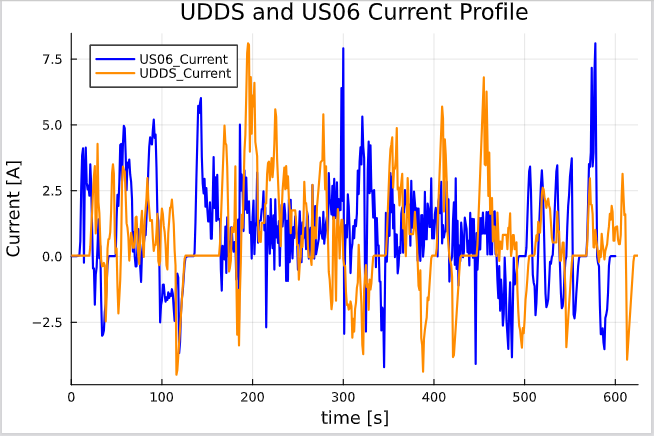 UDDS and US06 Current Profile
US06_Current
UDDS_Current
Current [A]
7.5
5.0
2.5
0.0
−2.5
0 100 200 300 400 500 600
time [s]